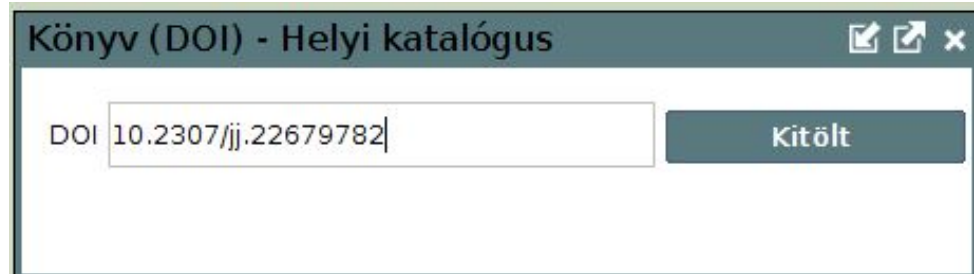 Könyv (DOI) - Helyi katalógus
DOI 10.2307/jj.22679782 Kitölt